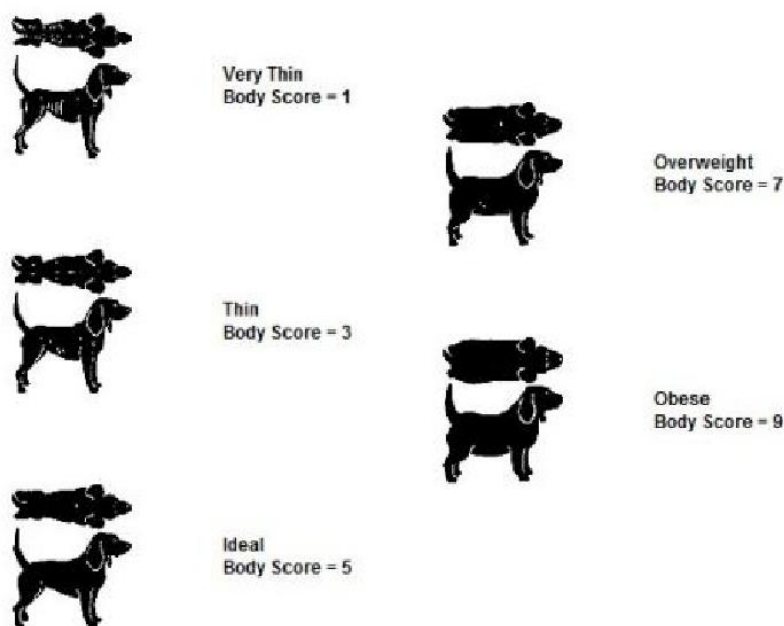 Very Thin
Body Score = 1
Thin
Body Score = 3
Ideal
Body Score = 5
Overweight
Body Score = 7
Obese
Body Score = 9